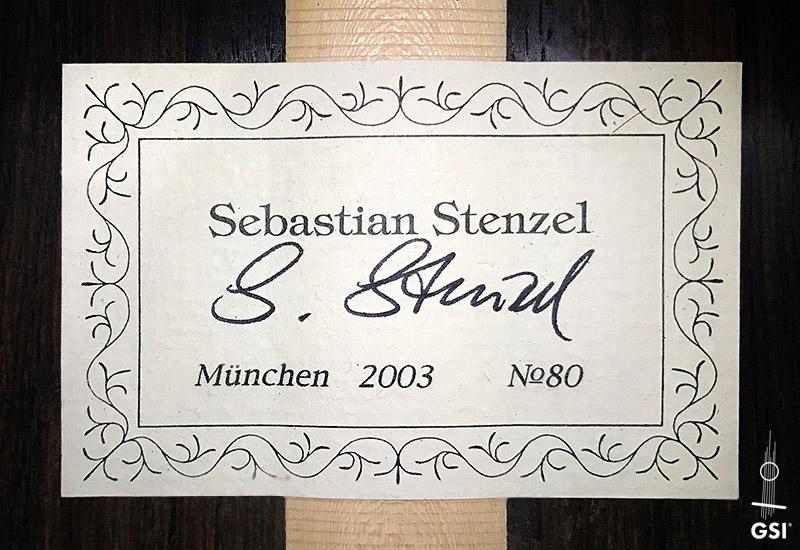 Sebastian Stenzel
S. Stenzel
München 2003 №80
GSI